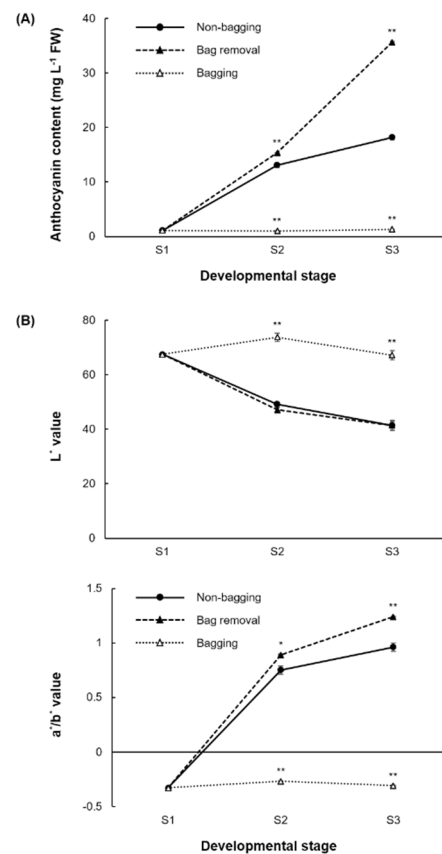 (A)
Non-bagging
Bag removal
Bagging
Anthocyanin content (mg L⁻¹ FW)
40
30
20
10
0
**
**
**
**
S1 S2 S3
Developmental stage
(B)
L* value
80
60
40
20
0
**
**
S1 S2 S3
Non-bagging
Bag removal
Bagging
a*/b* value
1.5
1
0.5
0
-0.5
*
**
**
**
S1 S2 S3
Developmental stage